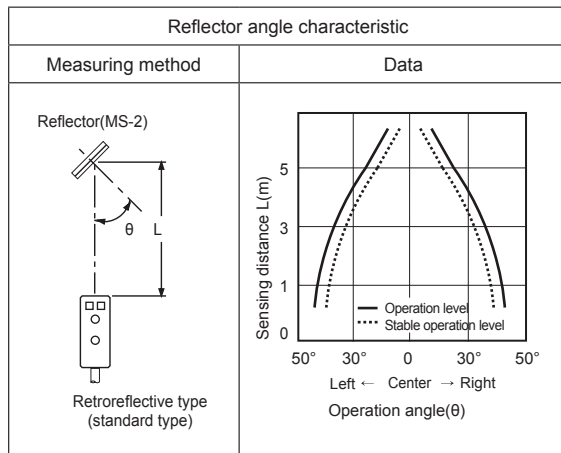 Reflector angle characteristic
Measuring method
Data
Reflector(MS-2)
θ
L
Retroreflective type
(standard type)
Sensing distance L(m)
5
3
1
0
Operation level
Stable operation level
50° 30° 0 30° 50°
Left ← Center → Right
Operation angle(θ)